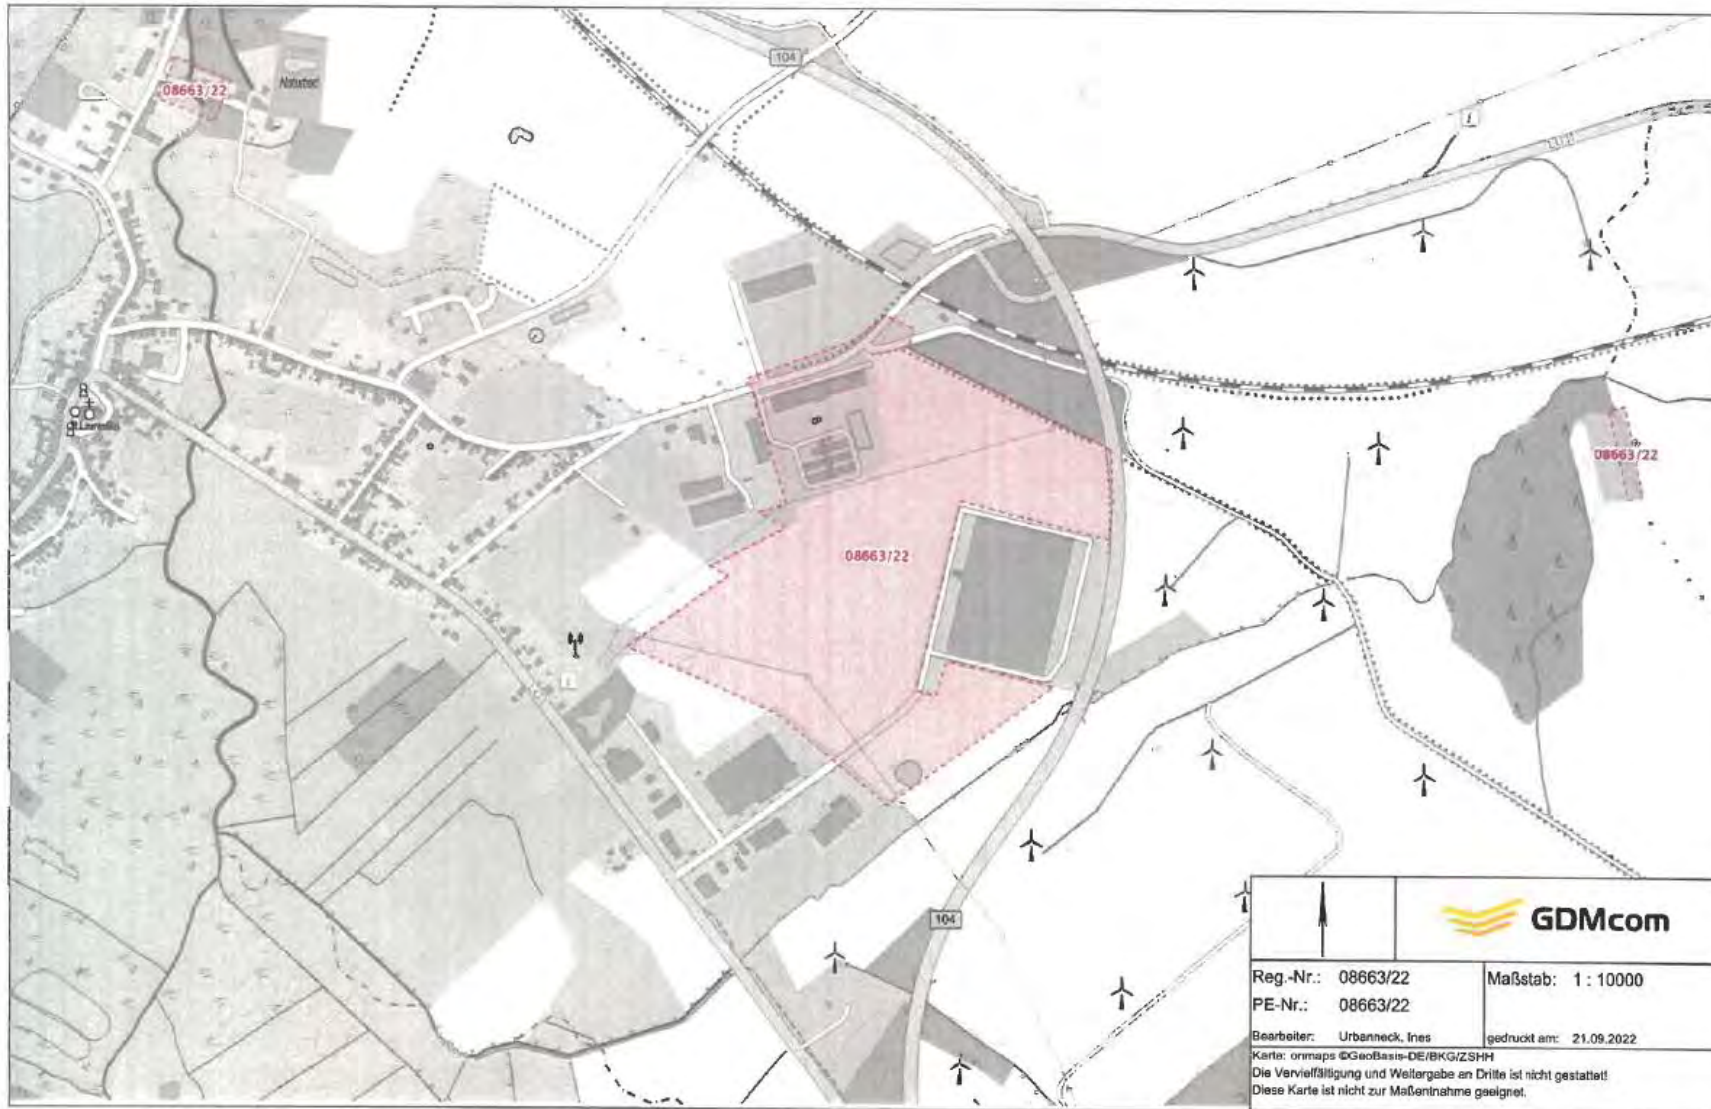 104
08663/22
Naturbad
08663/22
08663/22
104
GDMcom
Reg.-Nr.: 08663/22
Maßstab: 1 : 10000
PE-Nr.: 08663/22
Bearbeiter: Urbanneck, Ines
gedruckt am: 21.09.2022
Karte: onmaps ©GeoBasis-DE/BKG/ZSHH
Die Vervielfältigung und Weitergabe an Dritte ist nicht gestattet!
Diese Karte ist nicht zur Maßentnahme geeignet.